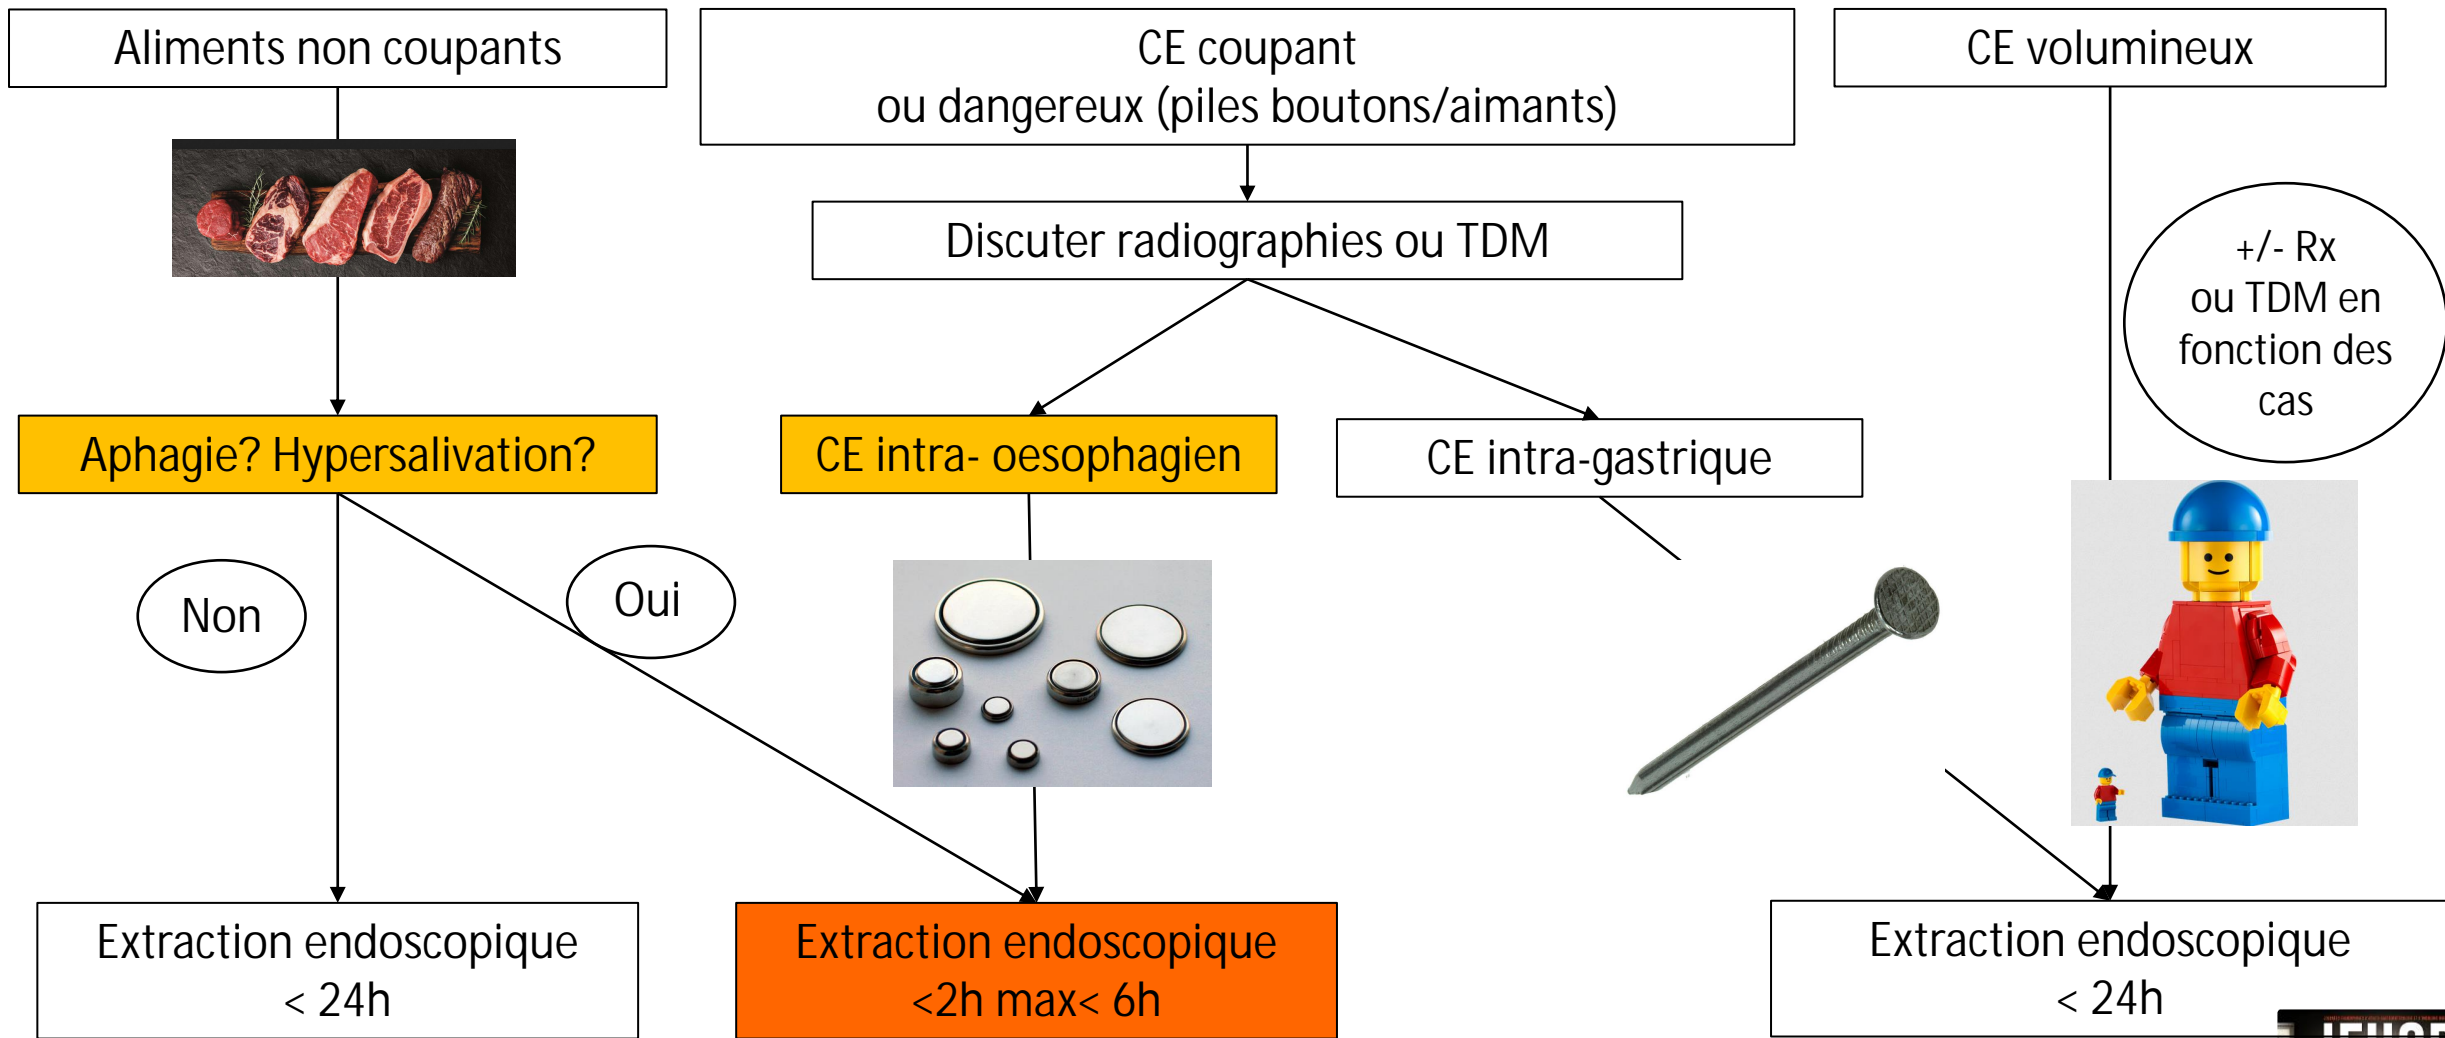 Aliments non coupants
CE coupant
ou dangereux (piles boutons/aimants)
CE volumineux
Discuter radiographies ou TDM
+/- Rx
ou TDM en
fonction des
cas
Aphagie? Hypersalivation?
CE intra- oesophagien
CE intra-gastrique
Non
Oui
Extraction endoscopique
< 24h
Extraction endoscopique
<2h max< 6h
Extraction endoscopique
< 24h